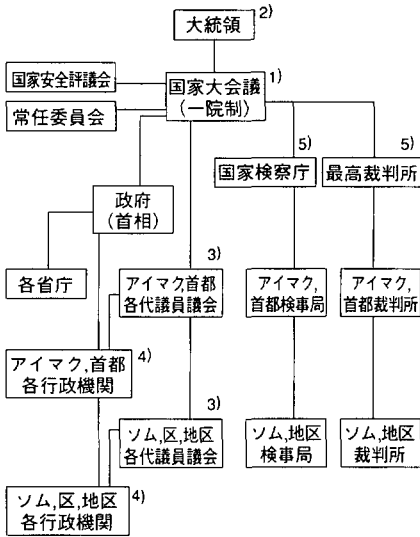 大統領 2)
国家安全評議会
国家大会議 1)
(一院制)
常任委員会
国家検察庁 5)
最高裁判所 5)
政府
(首相)
各省庁
アイマク,首都 3)
各代議員議会
アイマク,
首都検事局
アイマク,
首都裁判所
アイマク,首都 4)
各行政機関
ソム,区,地区 3)
各代議員議会
ソム,地区
検事局
ソム,地区
裁判所
ソム,区,地区 4)
各行政機関